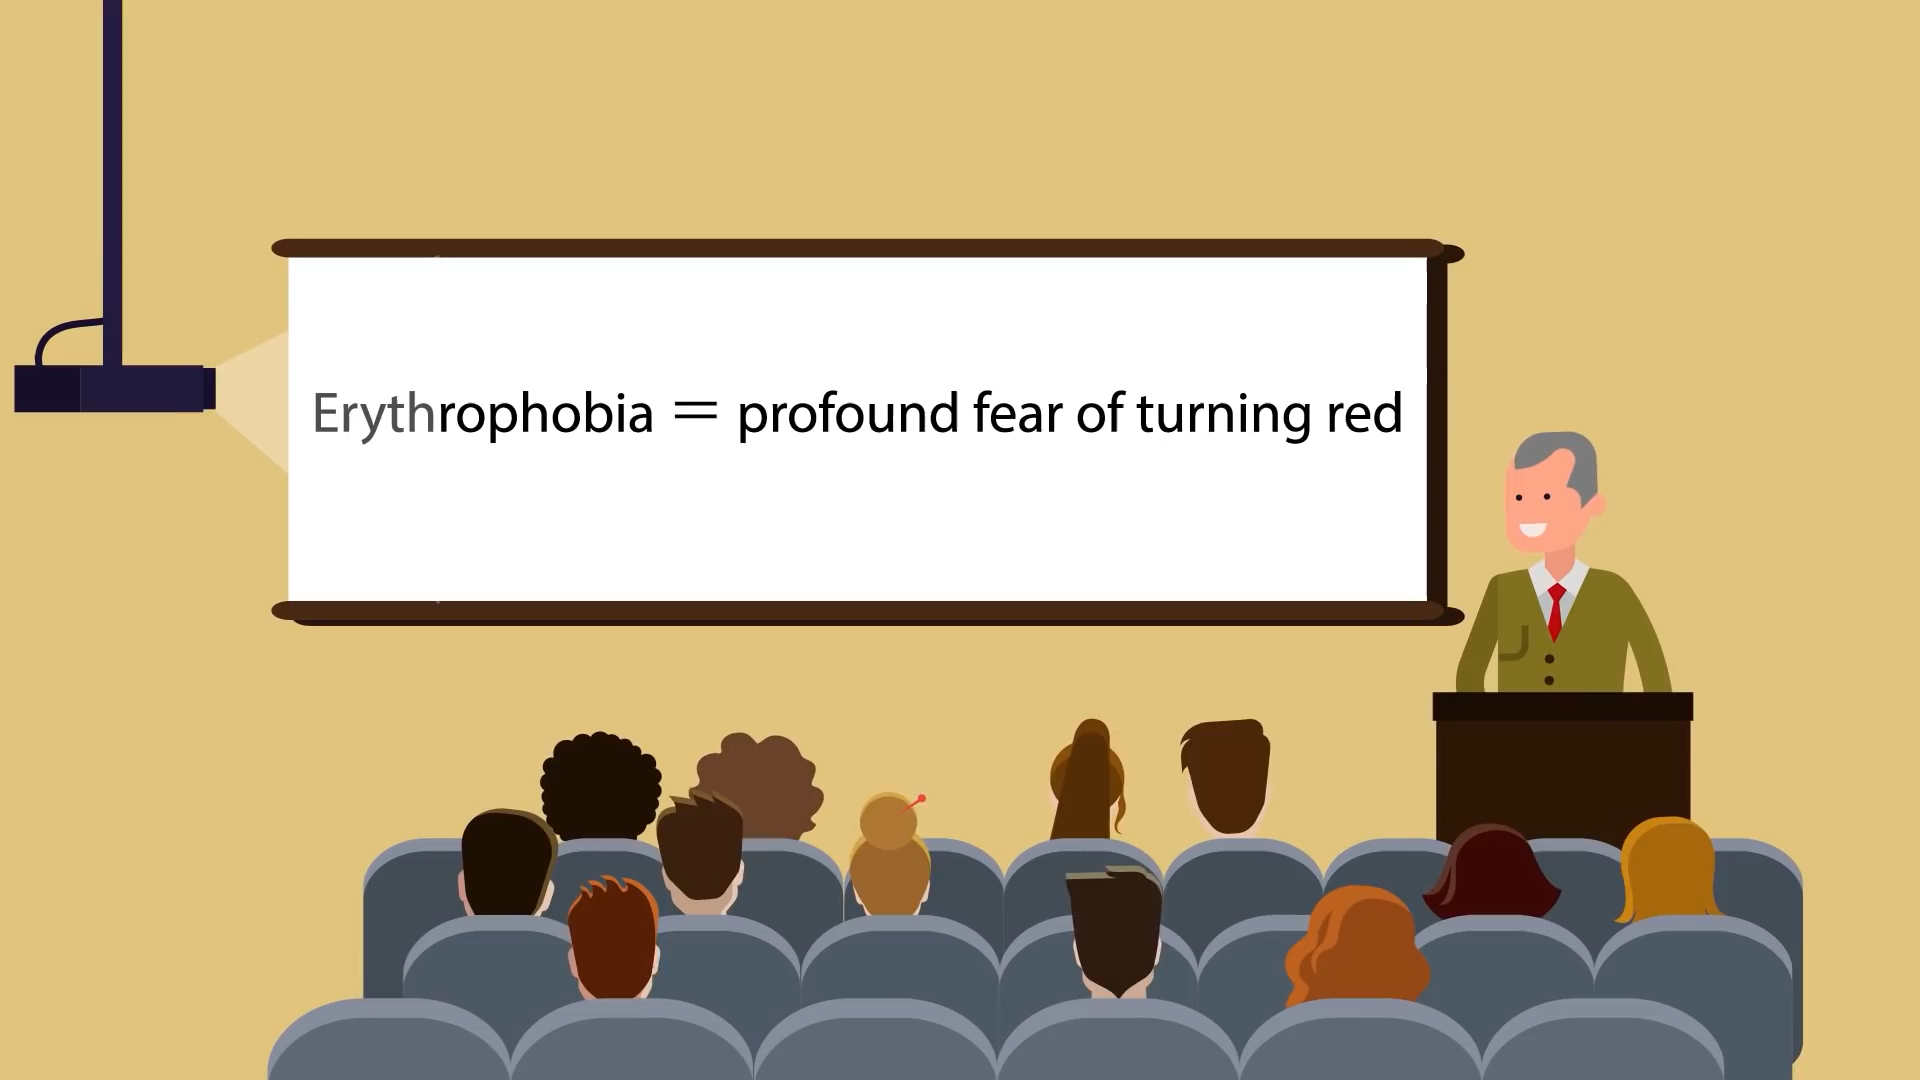 Erythrophobia = profound fear of turning red